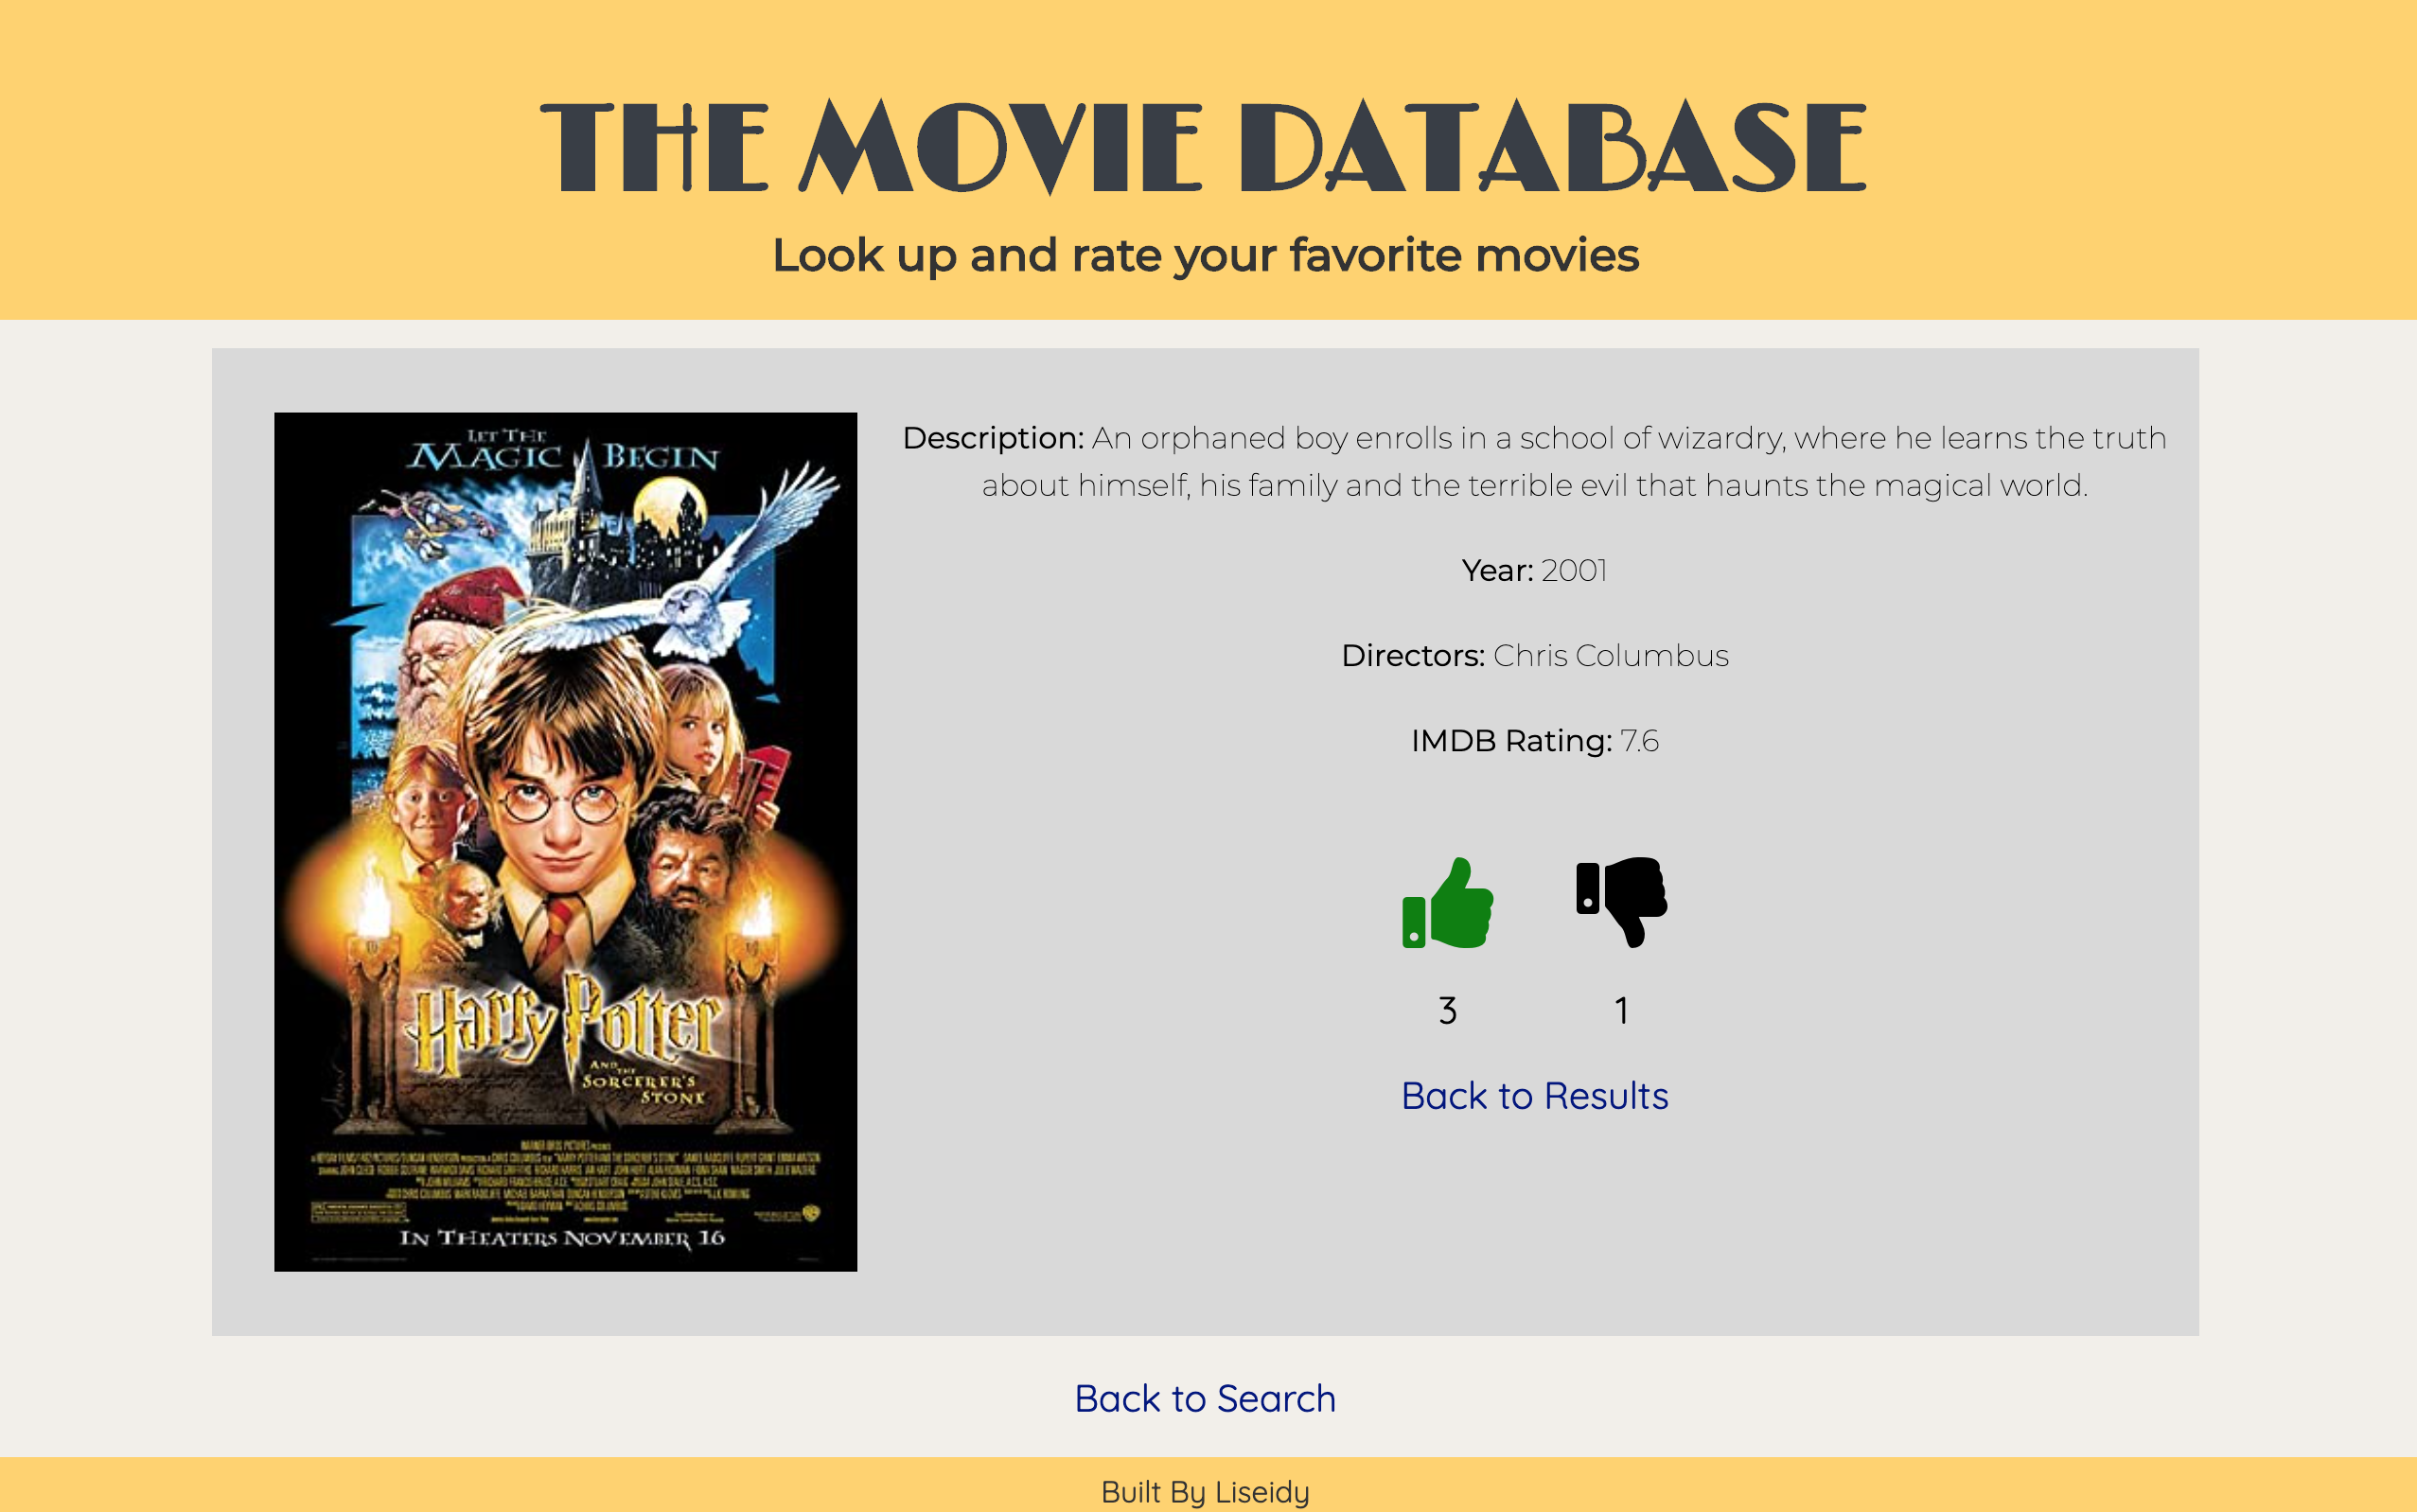 THE MOVIE DATABASE
Look up and rate your favorite movies
LET THE
MAGIC BEGIN
Harry Potter
AND THE
SORCERER'S
STONE
IN THEATERS NOVEMBER 16
Description: An orphaned boy enrolls in a school of wizardry, where he learns the truth
about himself, his family and the terrible evil that haunts the magical world.
Year: 2001
Directors: Chris Columbus
IMDB Rating: 7.6
3 1
Back to Results
Back to Search
Built By Liseidy